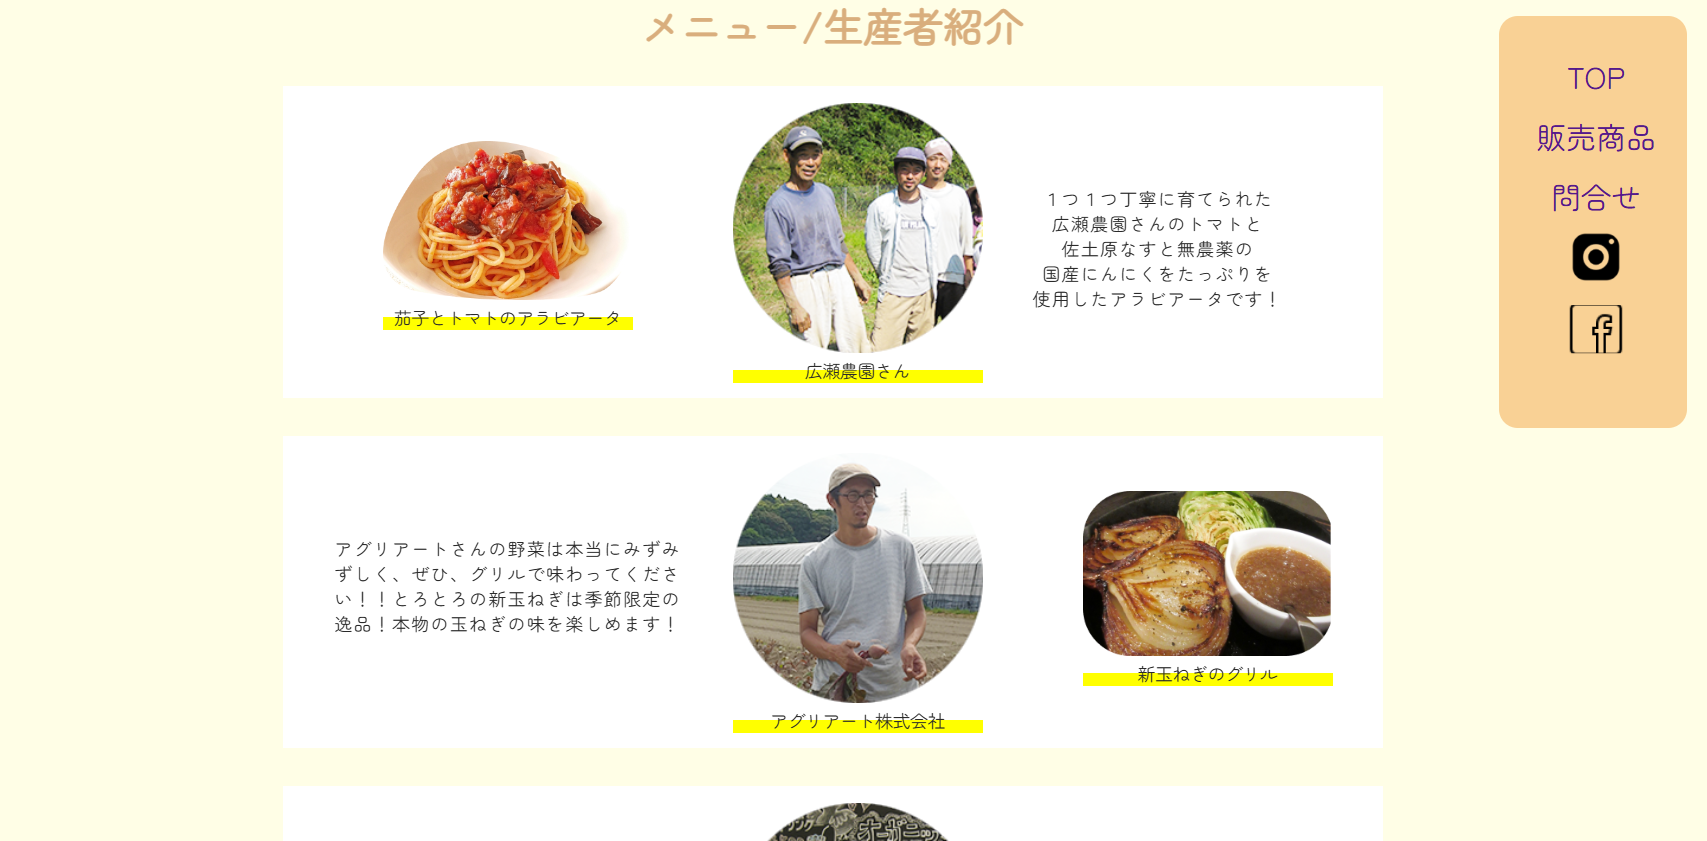 メニュー/生産者紹介
TOP
販売商品
問合せ
茄子とトマトのアラビアータ
広瀬農園さん
１つ１つ丁寧に育てられた
広瀬農園さんのトマトと
佐土原なすと無農薬の
国産にんにくをたっぷりを
使用したアラビアータです！
アグリアートさんの野菜は本当にみずみ
ずしく、ぜひ、グリルで味わってくださ
い！！とろとろの新玉ねぎは季節限定の
逸品！本物の玉ねぎの味を楽しめます！
アグリアート株式会社
新玉ねぎのグリル
オーガニッ